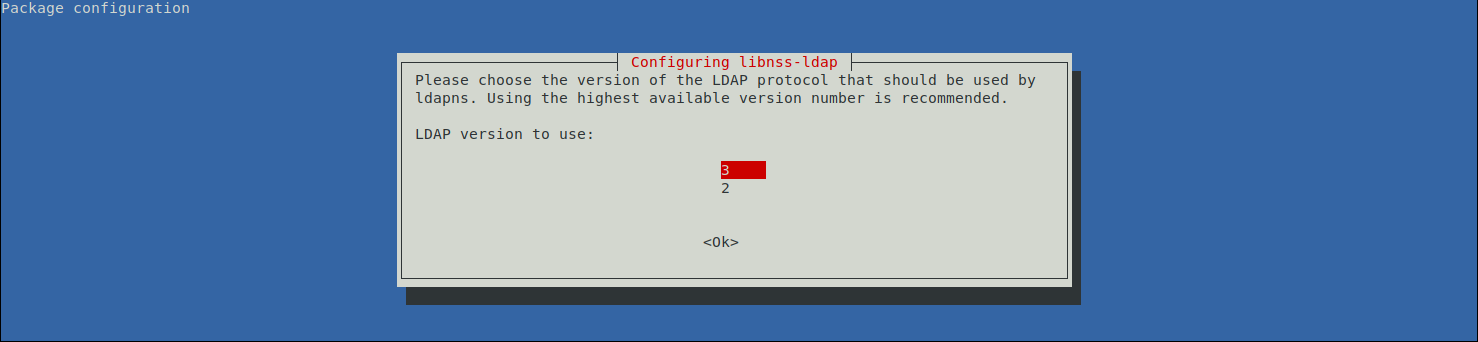 Package configuration
Configuring libnss-ldap
Please choose the version of the LDAP protocol that should be used by
ldapns. Using the highest available version number is recommended.
LDAP version to use:
3
2
<Ok>